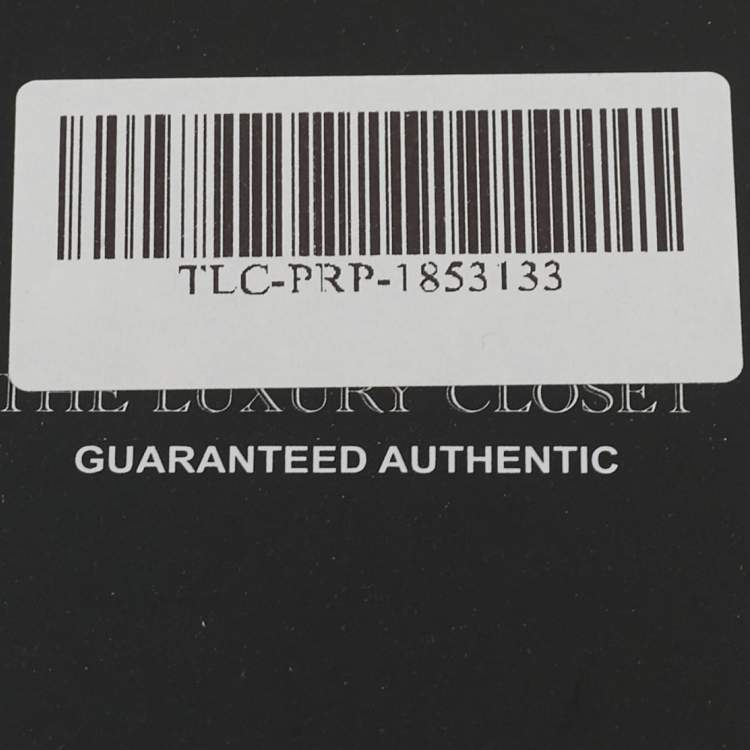 TLC-PRP-1853133
THE LUXURY CLOSET
GUARANTEED AUTHENTIC